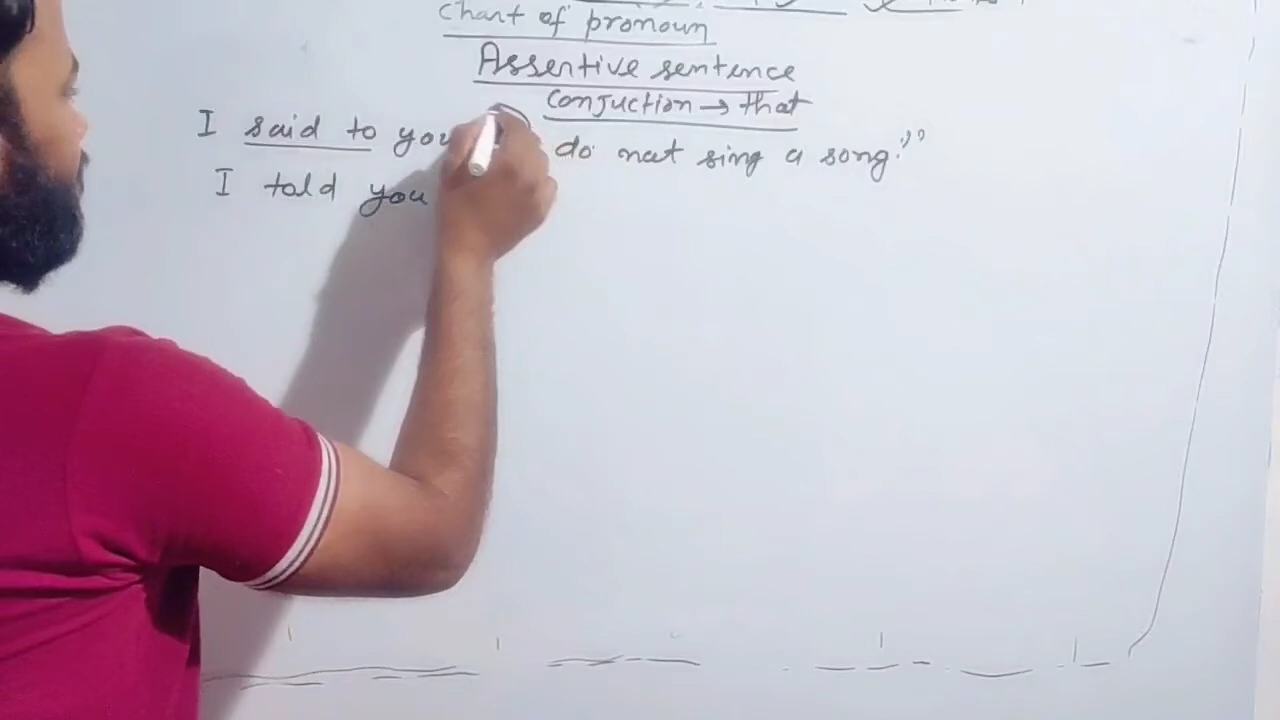 chart of pronoun
Assertive sentence
conjuction → that
I said to you do not sing a song."
I told you